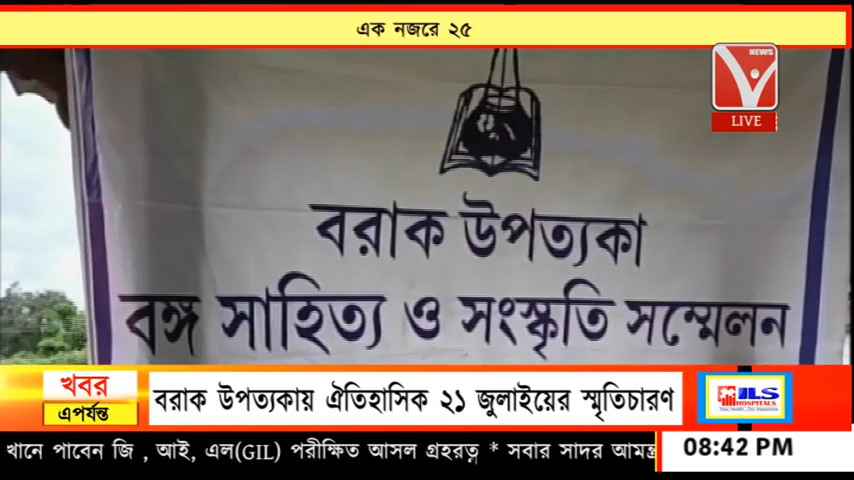 এক নজরে ২৫
NEWS
LIVE
বরাক উপত্যকা
বঙ্গ সাহিত্য ও সংস্কৃতি সম্মেলন
খবর
এপর্যন্ত
বরাক উপত্যকায় ঐতিহাসিক ২১ জুলাইয়ের স্মৃতিচারণ
ILS
HOSPITALS
খানে পাবেন জি , আই, এল(GIL) পরীক্ষিত আসল গ্রহরত্ন * সবার সাদর আমন্ত্র
08:42 PM